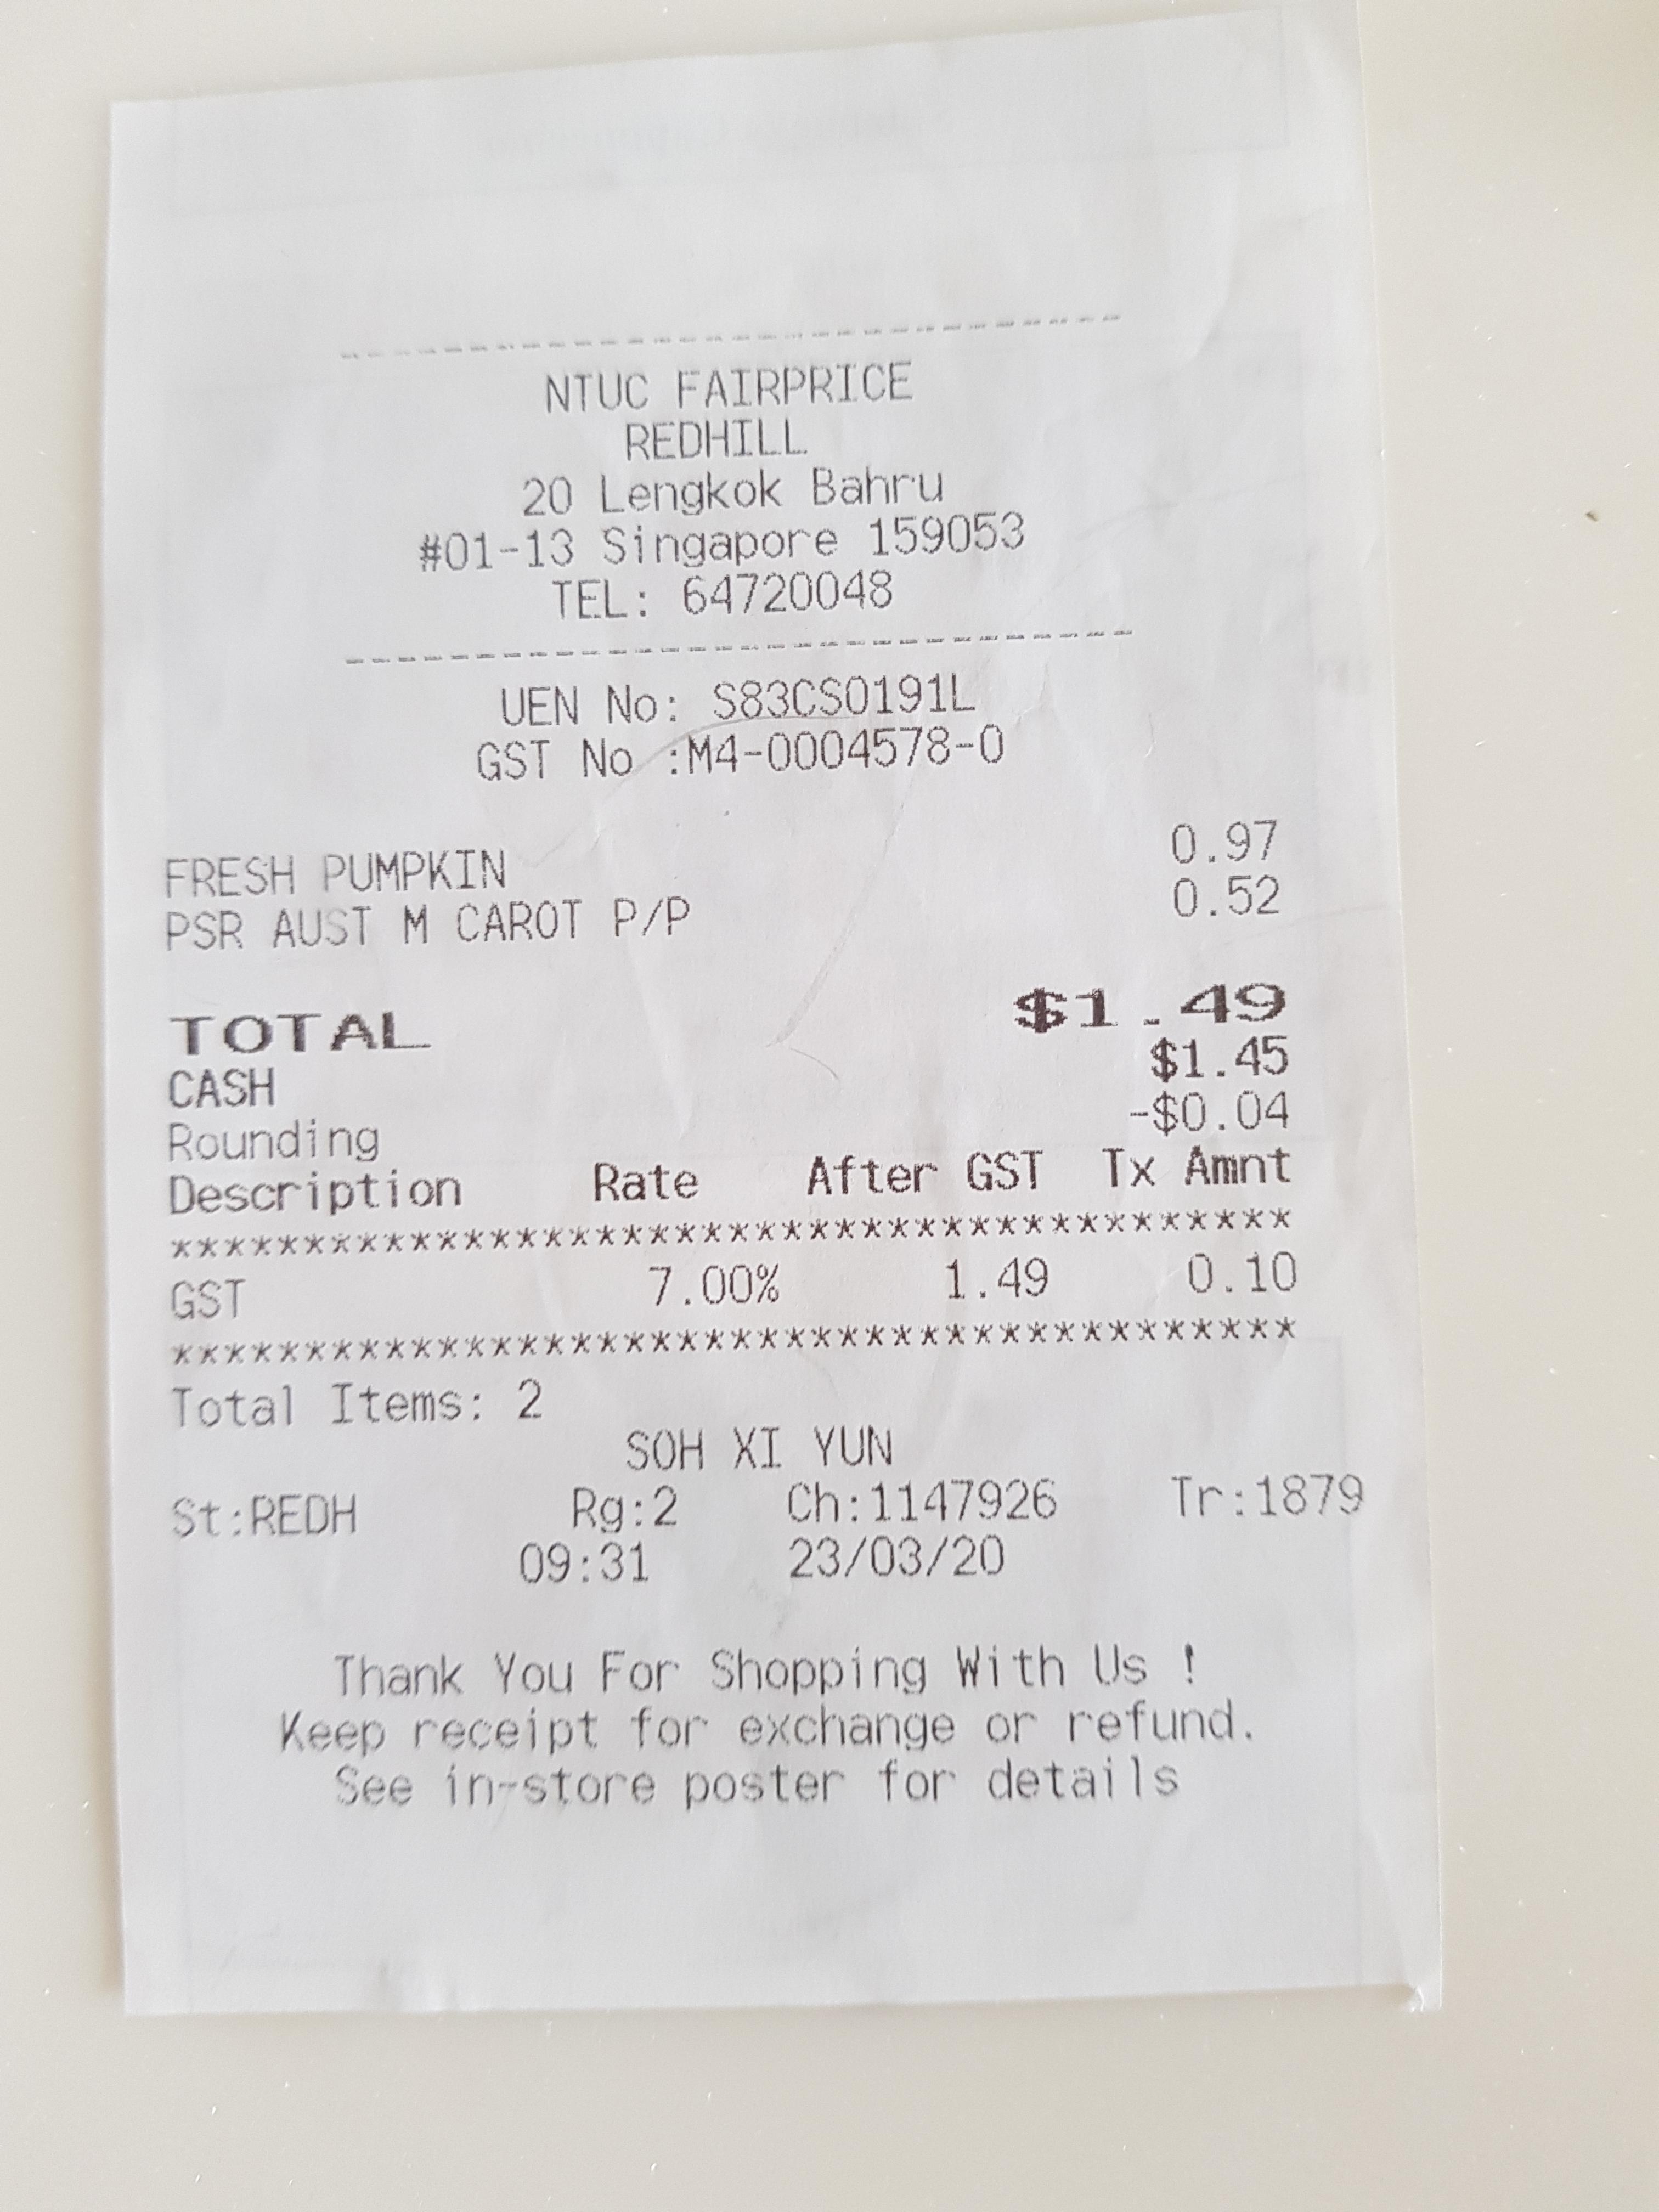 NTUC FAIRPRICE
REDHILL
20 Lengkok Bahru
#01-13 Singapore 159053
TEL: 64720048
UEN No: S83CS0191L
GST No :M4-0004578-0
FRESH PUMPKIN 0.97
PSR AUST M CAROT P/P 0.52
TOTAL $1.49
CASH $1.45
Rounding -$0.04
Description Rate After GST Tx Amnt
*******************************************
GST 7.00% 1.49 0.10
*******************************************
Total Items: 2
SOH XI YUN
St:REDH Rg:2 Ch:1147926 Tr:1879
09:31 23/03/20
Thank You For Shopping With Us !
Keep receipt for exchange or refund.
See in-store poster for details